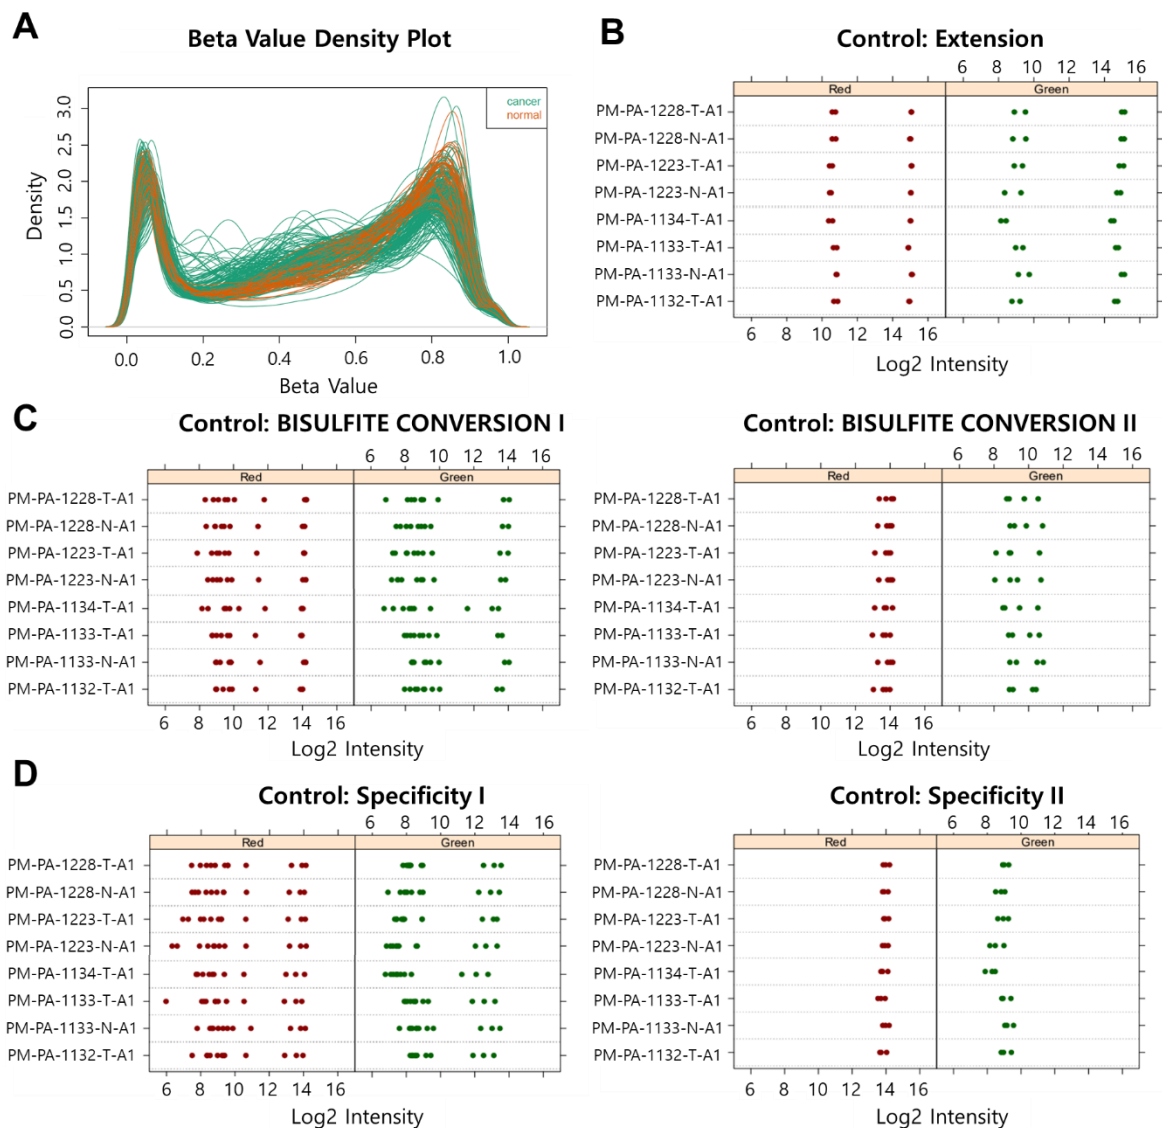 A
Beta Value Density Plot
cancer
normal
Density
0.0 0.5 1.0 1.5 2.0 2.5 3.0
0.0 0.2 0.4 0.6 0.8 1.0
Beta Value
B
Control: Extension
6 8 10 12 14 16
Red Green
PM-PA-1228-T-A1
PM-PA-1228-N-A1
PM-PA-1223-T-A1
PM-PA-1223-N-A1
PM-PA-1134-T-A1
PM-PA-1133-T-A1
PM-PA-1133-N-A1
PM-PA-1132-T-A1
6 8 10 12 14 16
Log2 Intensity
C
Control: BISULFITE CONVERSION I
6 8 10 12 14 16
Red Green
PM-PA-1228-T-A1
PM-PA-1228-N-A1
PM-PA-1223-T-A1
PM-PA-1223-N-A1
PM-PA-1134-T-A1
PM-PA-1133-T-A1
PM-PA-1133-N-A1
PM-PA-1132-T-A1
6 8 10 12 14 16
Log2 Intensity
Control: BISULFITE CONVERSION II
6 8 10 12 14 16
Red Green
PM-PA-1228-T-A1
PM-PA-1228-N-A1
PM-PA-1223-T-A1
PM-PA-1223-N-A1
PM-PA-1134-T-A1
PM-PA-1133-T-A1
PM-PA-1133-N-A1
PM-PA-1132-T-A1
6 8 10 12 14 16
Log2 Intensity
D
Control: Specificity I
6 8 10 12 14 16
Red Green
PM-PA-1228-T-A1
PM-PA-1228-N-A1
PM-PA-1223-T-A1
PM-PA-1223-N-A1
PM-PA-1134-T-A1
PM-PA-1133-T-A1
PM-PA-1133-N-A1
PM-PA-1132-T-A1
6 8 10 12 14 16
Log2 Intensity
Control: Specificity II
6 8 10 12 14 16
Red Green
PM-PA-1228-T-A1
PM-PA-1228-N-A1
PM-PA-1223-T-A1
PM-PA-1223-N-A1
PM-PA-1134-T-A1
PM-PA-1133-T-A1
PM-PA-1133-N-A1
PM-PA-1132-T-A1
6 8 10 12 14 16
Log2 Intensity